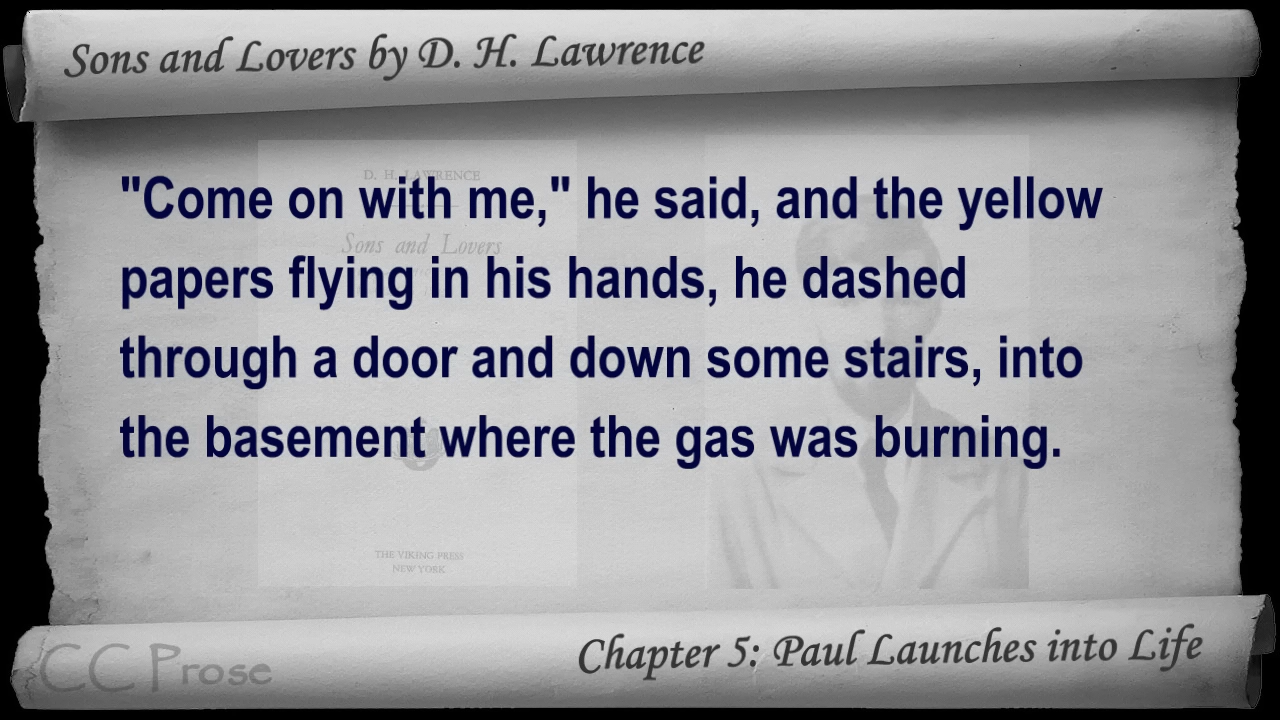 Sons and Lovers by D. H. Lawrence
D. H. LAWRENCE
Sons and Lovers
"Come on with me," he said, and the yellow
papers flying in his hands, he dashed
through a door and down some stairs, into
the basement where the gas was burning.
THE VIKING PRESS
NEW YORK
CC Prose
Chapter 5: Paul Launches into Life